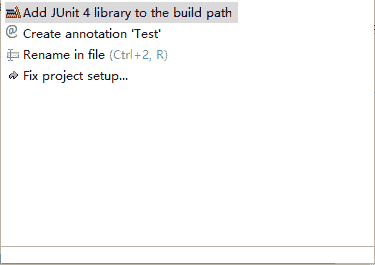 Add JUnit 4 library to the build path
@ Create annotation 'Test'
Rename in file (Ctrl+2, R)
Fix project setup...